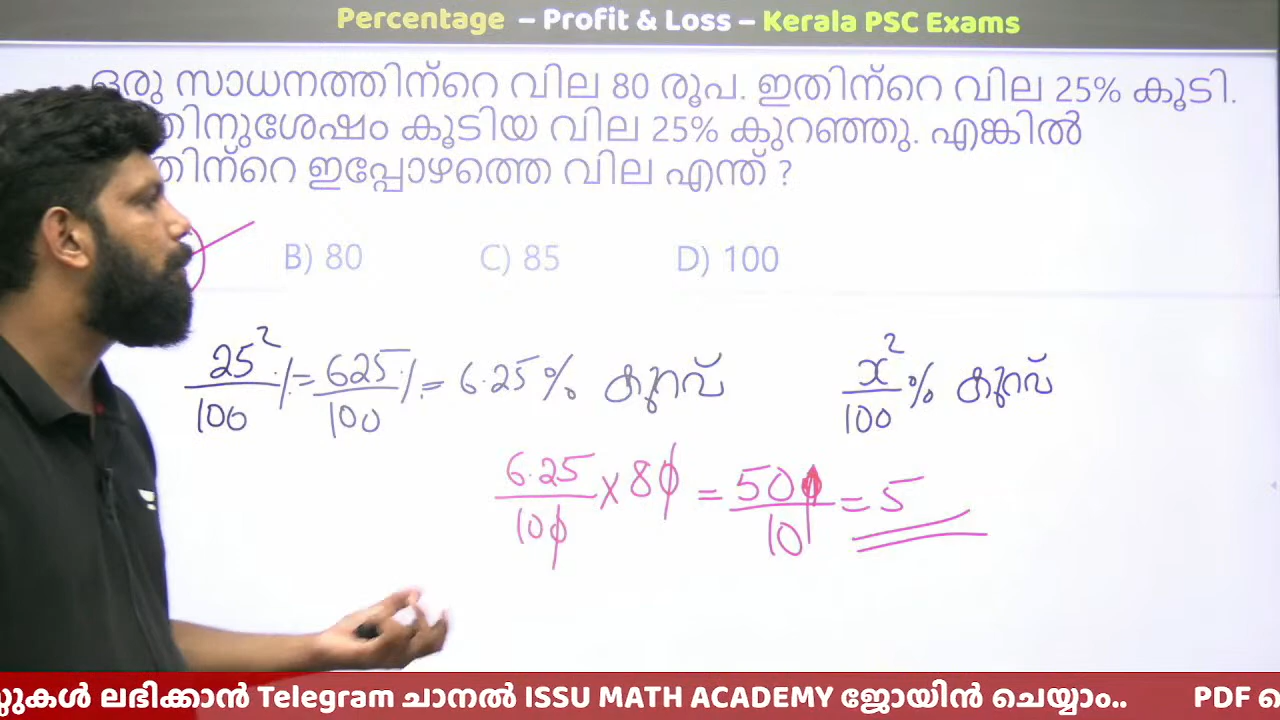 Percentage – Profit & Loss – Kerala PSC Exams
ഒരു സാധനത്തിന്റെ വില 80 രൂപ. ഇതിന്റെ വില 25% കൂടി.
തിനുശേഷം കൂടിയ വില 25% കുറഞ്ഞു. എങ്കിൽ
തിന്റെ ഇപ്പോഴത്തെ വില എന്ത് ?
B) 80 C) 85 D) 100
25²/100 % = 625/100 % = 6.25% കുറവ് x²/100 % കുറവ്
6.25/100 x 80 = 500/100 = 5
സ്സുകൾ ലഭിക്കാൻ Telegram ചാനൽ ISSU MATH ACADEMY ജോയിൻ ചെയ്യാം.. PDF